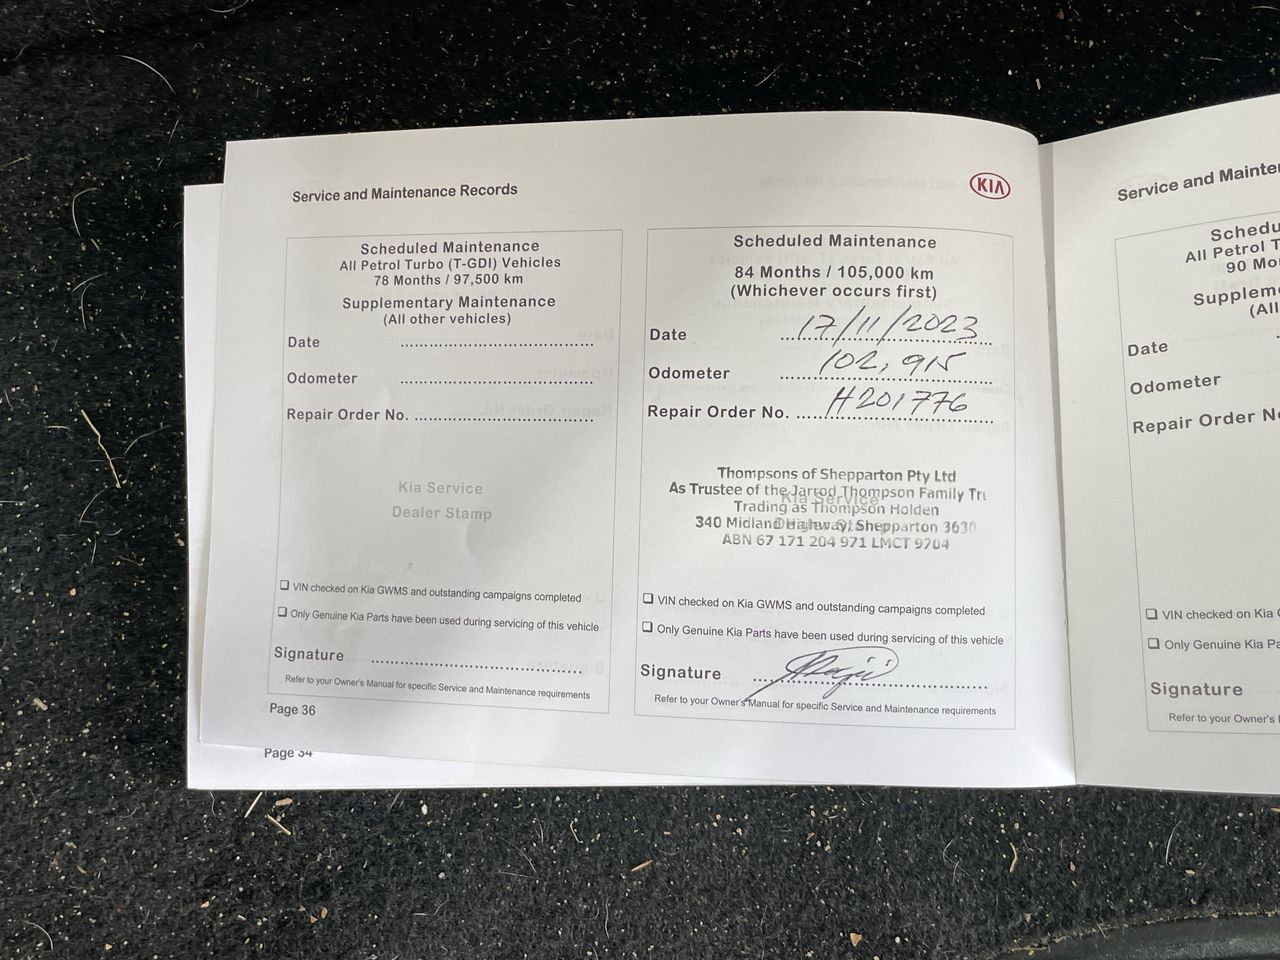 Service and Maintenance Records
KIA
Scheduled Maintenance
All Petrol Turbo (T-GDI) Vehicles
78 Months / 97,500 km
Supplementary Maintenance
(All other vehicles)
Date
Odometer
Repair Order No.
Kia Service
Dealer Stamp
❏ VIN checked on Kia GWMS and outstanding campaigns completed
❏ Only Genuine Kia Parts have been used during servicing of this vehicle
Signature
Refer to your Owner's Manual for specific Service and Maintenance requirements
Page 36
Page 34
Scheduled Maintenance
84 Months / 105,000 km
(Whichever occurs first)
Date 17/11/2023
Odometer 102,915
Repair Order No. H201776
Thompsons of Shepparton Pty Ltd
As Trustee of the Jarrod Thompson Family Tru
Kia Service
Trading as Thompson Holden
Dealer Stamp
340 Midland Highway, Shepparton 3630
ABN 67 171 204 971 LMCT 9704
❏ VIN checked on Kia GWMS and outstanding campaigns completed
❏ Only Genuine Kia Parts have been used during servicing of this vehicle
Signature
Refer to your Owner's Manual for specific Service and Maintenance requirements
Service and Mainte
Schedu
All Petrol T
90 Mo
Supplem
(All
Date
Odometer
Repair Order No
❏ VIN checked on Kia
❏ Only Genuine Kia Pa
Signature
Refer to your Owner's